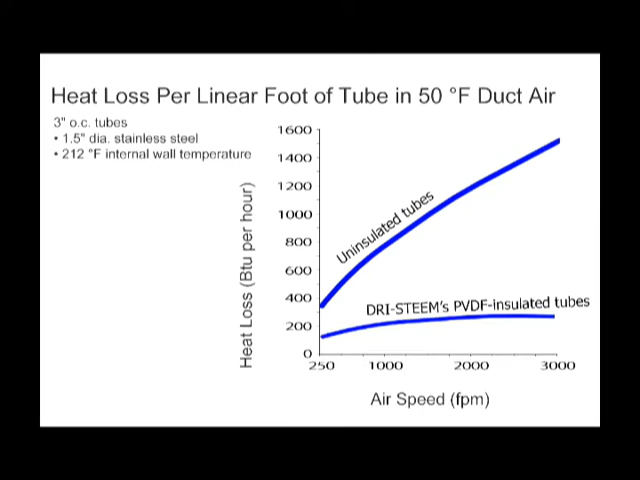 Heat Loss Per Linear Foot of Tube in 50 °F Duct Air
3" o.c. tubes
• 1.5" dia. stainless steel
• 212 °F internal wall temperature
Heat Loss (Btu per hour)
1600
1400
1200
1000
800
600
400
200
0
Uninsulated tubes
DRI-STEEM's PVDF-insulated tubes
250 1000 2000 3000
Air Speed (fpm)